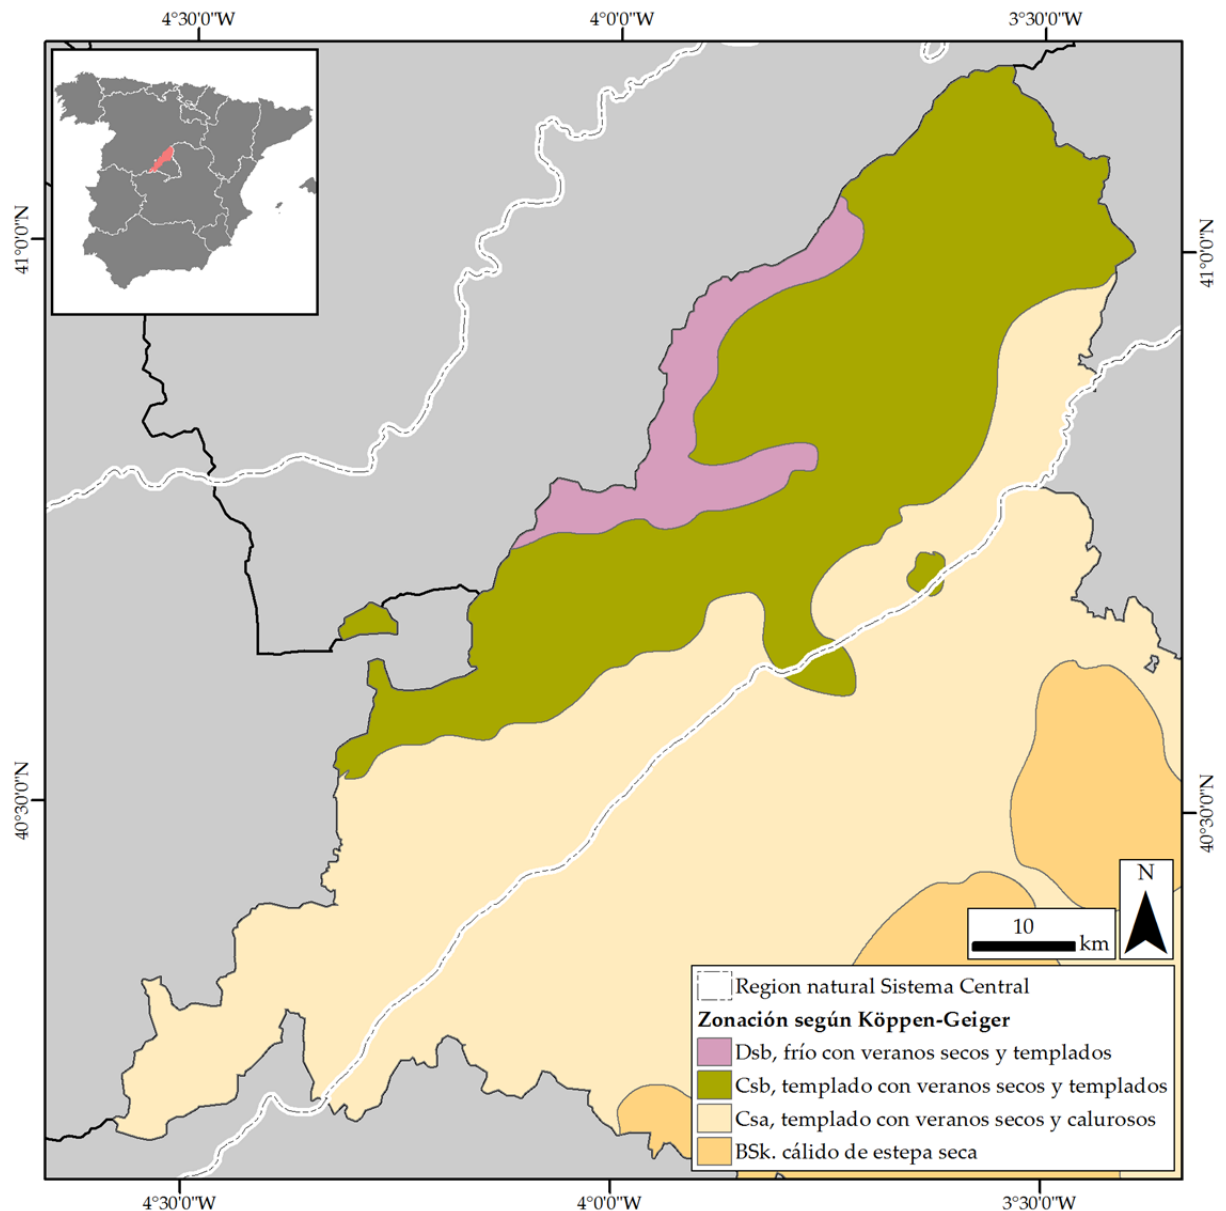 4°30'0"W
4°0'0"W
3°30'0"W
41°0'0"N
41°0'0"N
40°30'0"N
40°30'0"N
N
10
km
Region natural Sistema Central
Zonación según Köppen-Geiger
Dsb, frío con veranos secos y templados
Csb, templado con veranos secos y templados
Csa, templado con veranos secos y calurosos
BSk. cálido de estepa seca
4°30'0"W
4°0'0"W
3°30'0"W